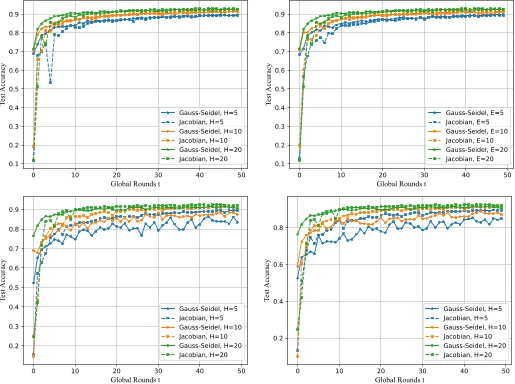 0.9
0.8
0.7
0.6
0.5
0.4
0.3
0.2
0.1
Test Accuracy
Gauss-Seidel, H=5
Jacobian, H=5
Gauss-Seidel, H=10
Jacobian, H=10
Gauss-Seidel, H=20
Jacobian, H=20
0 10 20 30 40 50
Global Rounds t
0.9
0.8
0.7
0.6
0.5
0.4
0.3
0.2
0.1
Test Accuracy
Gauss-Seidel, E=5
Jacobian, E=5
Gauss-Seidel, E=10
Jacobian, E=10
Gauss-Seidel, E=20
Jacobian, E=20
0 10 20 30 40 50
Global Rounds t
0.9
0.8
0.7
0.6
0.5
0.4
0.3
0.2
Test Accuracy
Gauss-Seidel, H=5
Jacobian, H=5
Gauss-Seidel, H=10
Jacobian, H=10
Gauss-Seidel, H=20
Jacobian, H=20
0 10 20 30 40 50
Global Rounds t
0.8
0.6
0.4
0.2
Test Accuracy
Gauss-Seidel, H=5
Jacobian, H=5
Gauss-Seidel, H=10
Jacobian, H=10
Gauss-Seidel, H=20
Jacobian, H=20
0 10 20 30 40 50
Global Rounds t